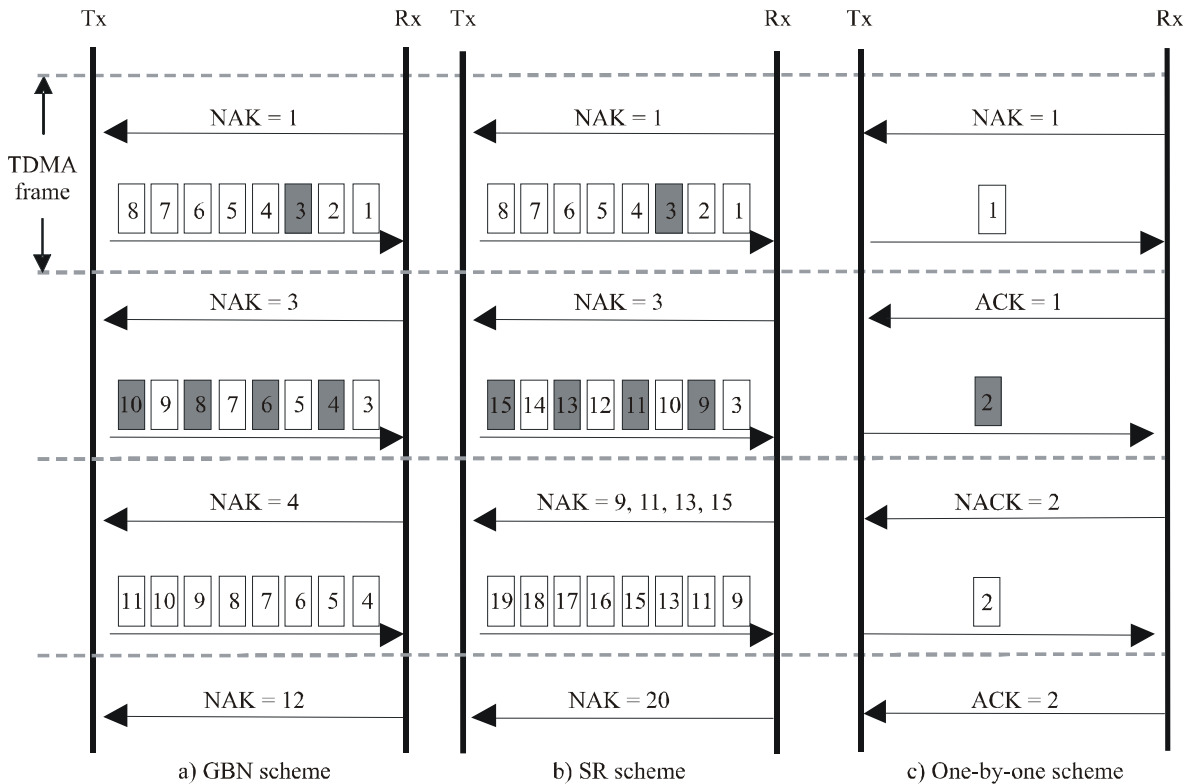 Tx Rx Tx Rx Tx Rx
TDMA
frame
NAK = 1 NAK = 1 NAK = 1
8 7 6 5 4 3 2 1 8 7 6 5 4 3 2 1 1
NAK = 3 NAK = 3 ACK = 1
10 9 8 7 6 5 4 3 15 14 13 12 11 10 9 3 2
NAK = 4 NAK = 9, 11, 13, 15 NACK = 2
11 10 9 8 7 6 5 4 19 18 17 16 15 13 11 9 2
NAK = 12 NAK = 20 ACK = 2
a) GBN scheme b) SR scheme c) One-by-one scheme